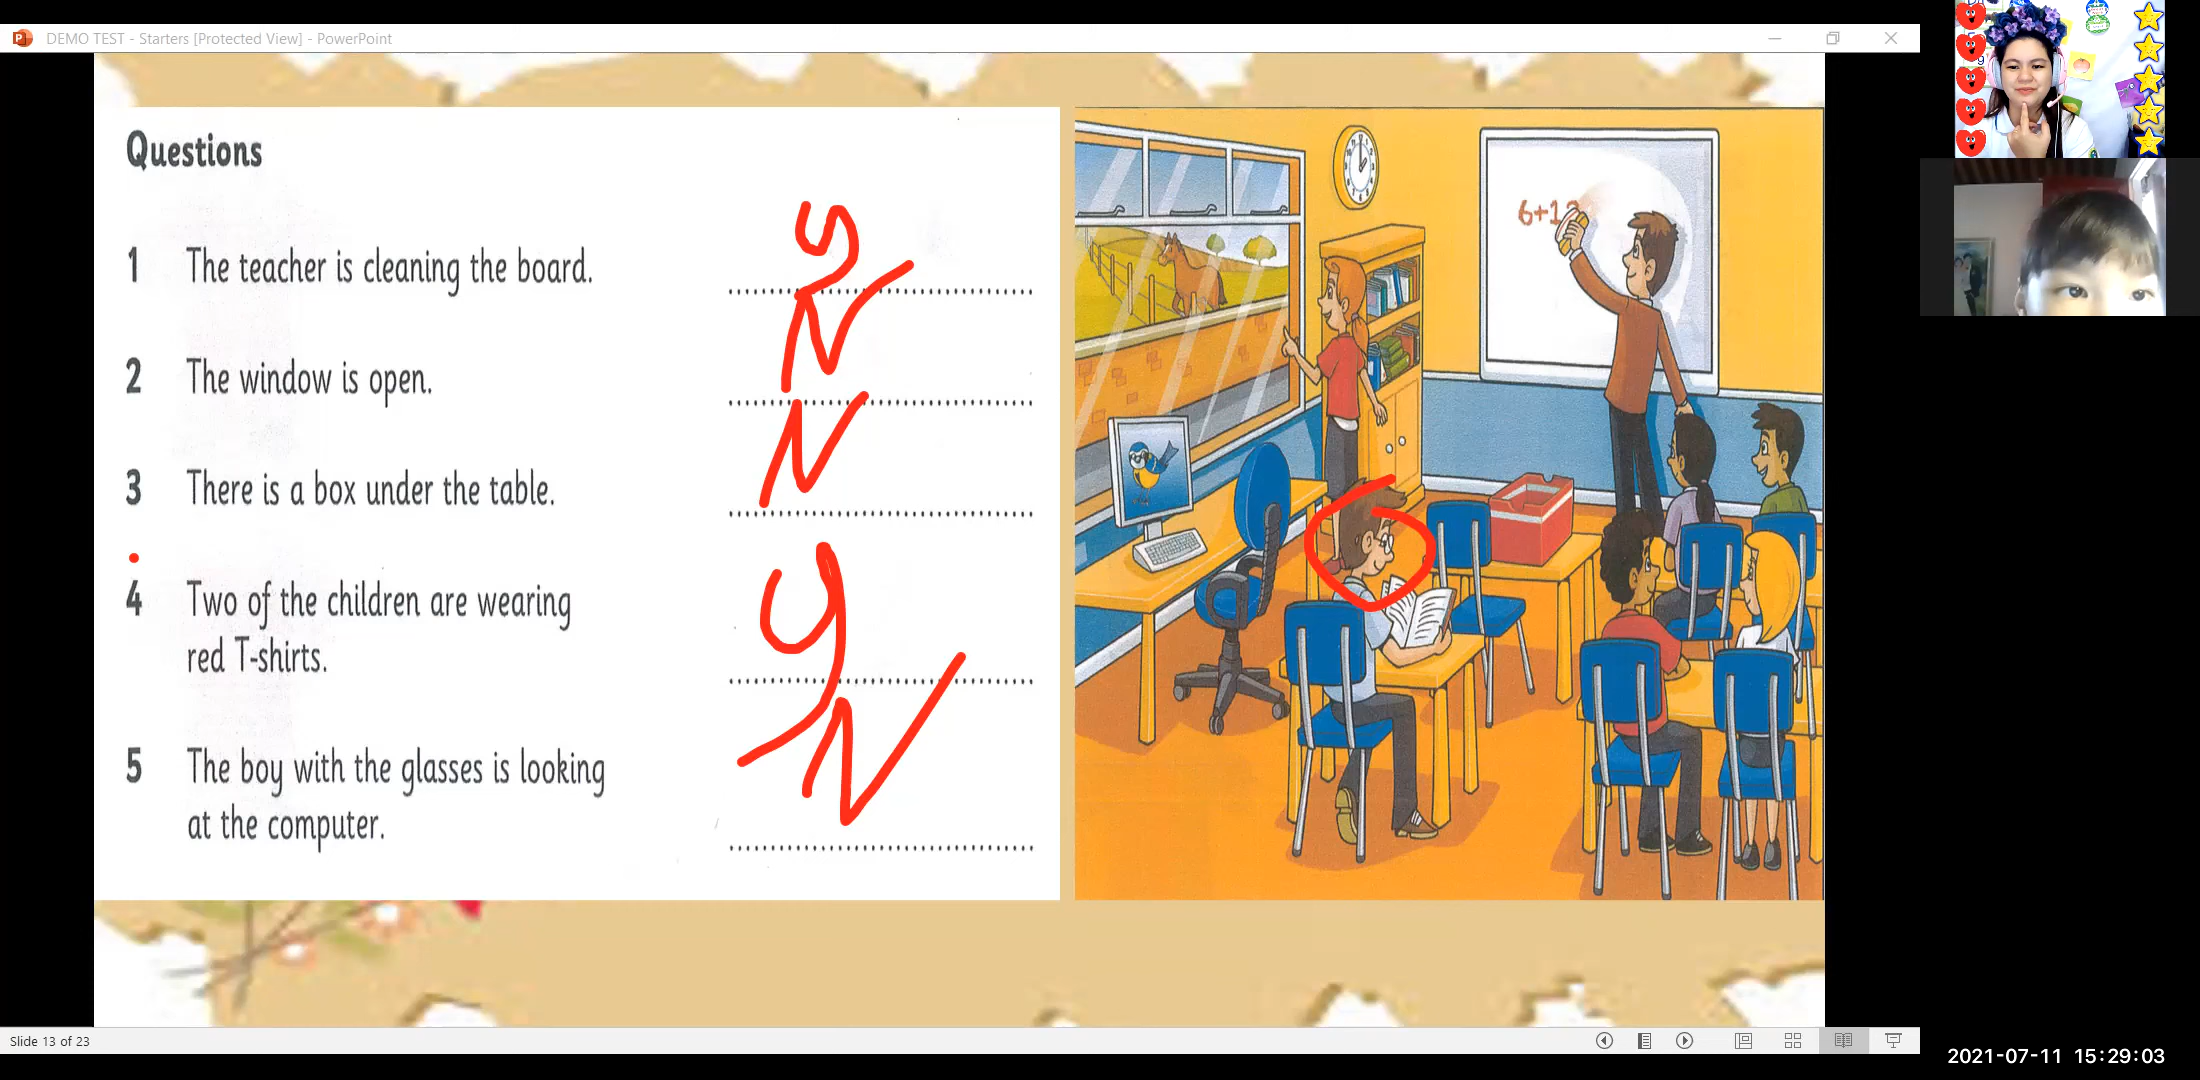 DEMO TEST - Starters [Protected View] - PowerPoint
Questions
1 The teacher is cleaning the board.
y
2 The window is open.
N
3 There is a box under the table.
N
4 Two of the children are wearing
red T-shirts.
y
5 The boy with the glasses is looking
at the computer.
N
6+1
Slide 13 of 23
2021-07-11 15:29:03